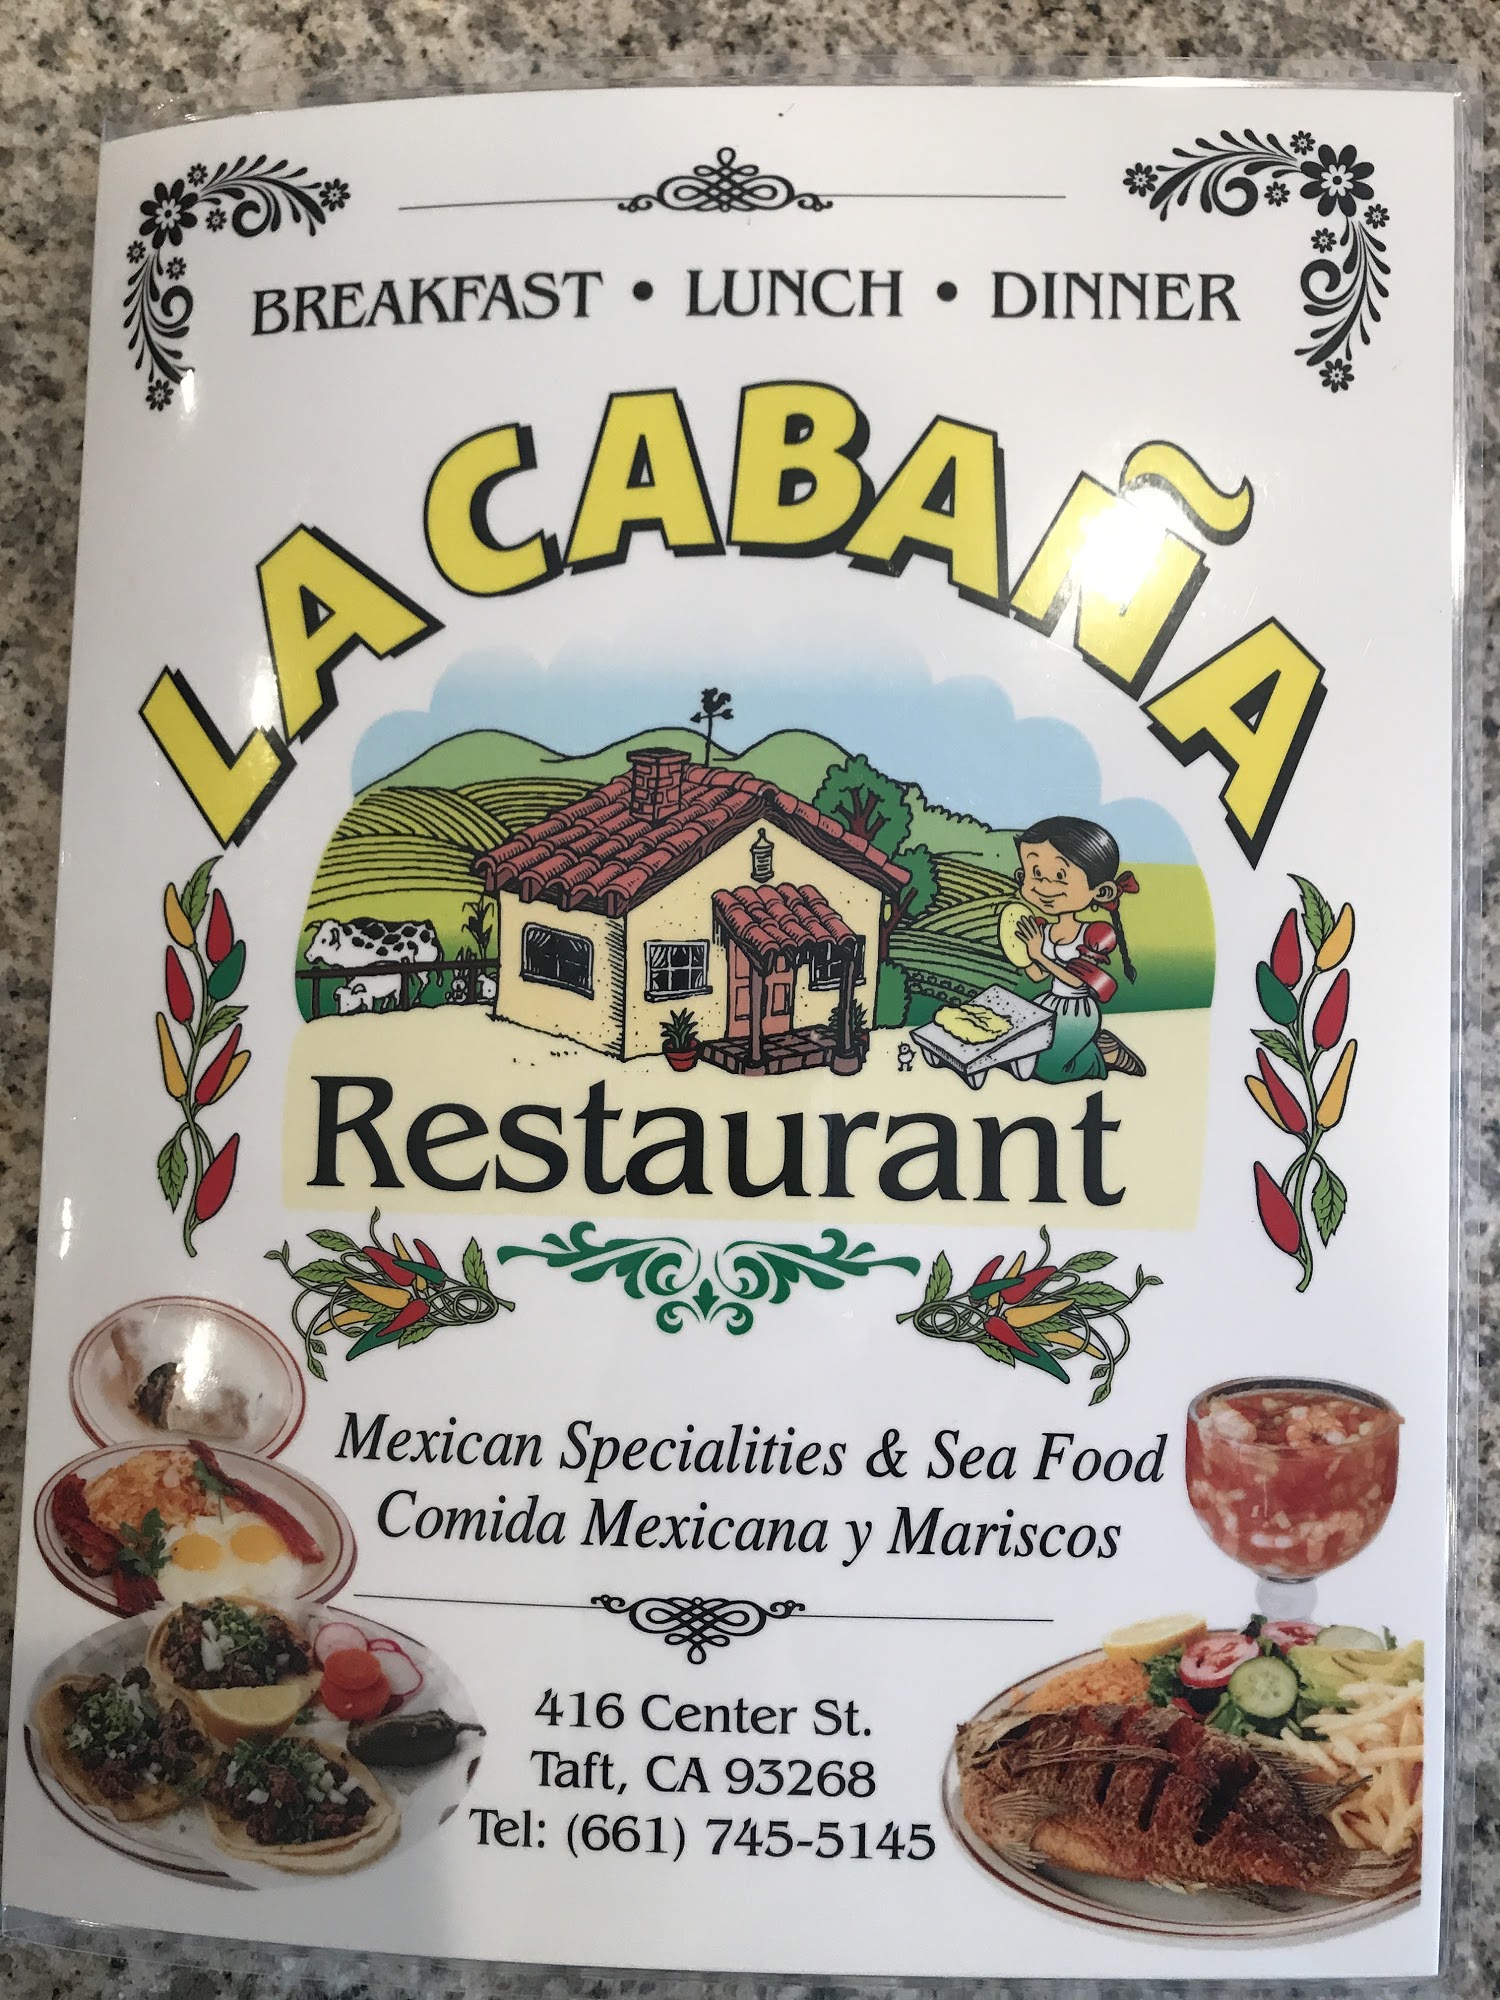 BREAKFAST • LUNCH • DINNER
LA CABAÑA
Restaurant
Mexican Specialities & Sea Food
Comida Mexicana y Mariscos
416 Center St.
Taft, CA 93268
Tel: (661) 745-5145